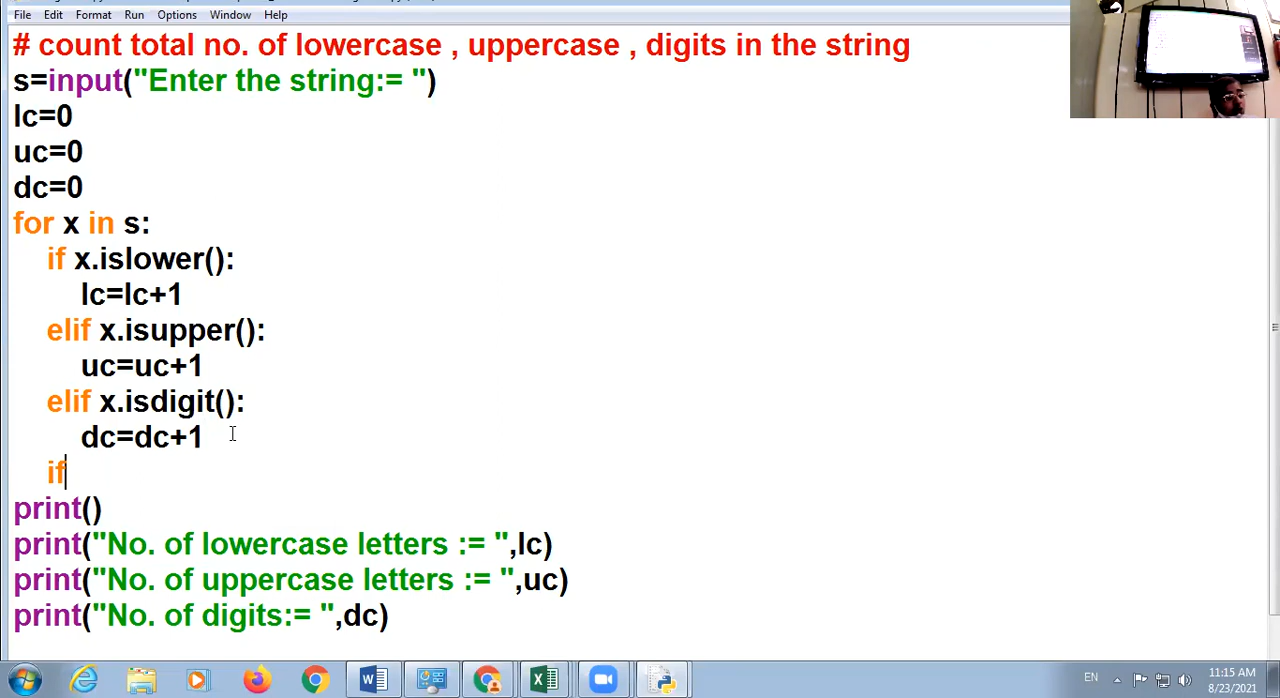 File Edit Format Run Options Window Help
# count total no. of lowercase , uppercase , digits in the string
s=input("Enter the string:= ")
lc=0
uc=0
dc=0
for x in s:
if x.islower():
lc=lc+1
elif x.isupper():
uc=uc+1
elif x.isdigit():
dc=dc+1
if
print()
print("No. of lowercase letters := ",lc)
print("No. of uppercase letters := ",uc)
print("No. of digits:= ",dc)
EN
11:15 AM
8/23/2021